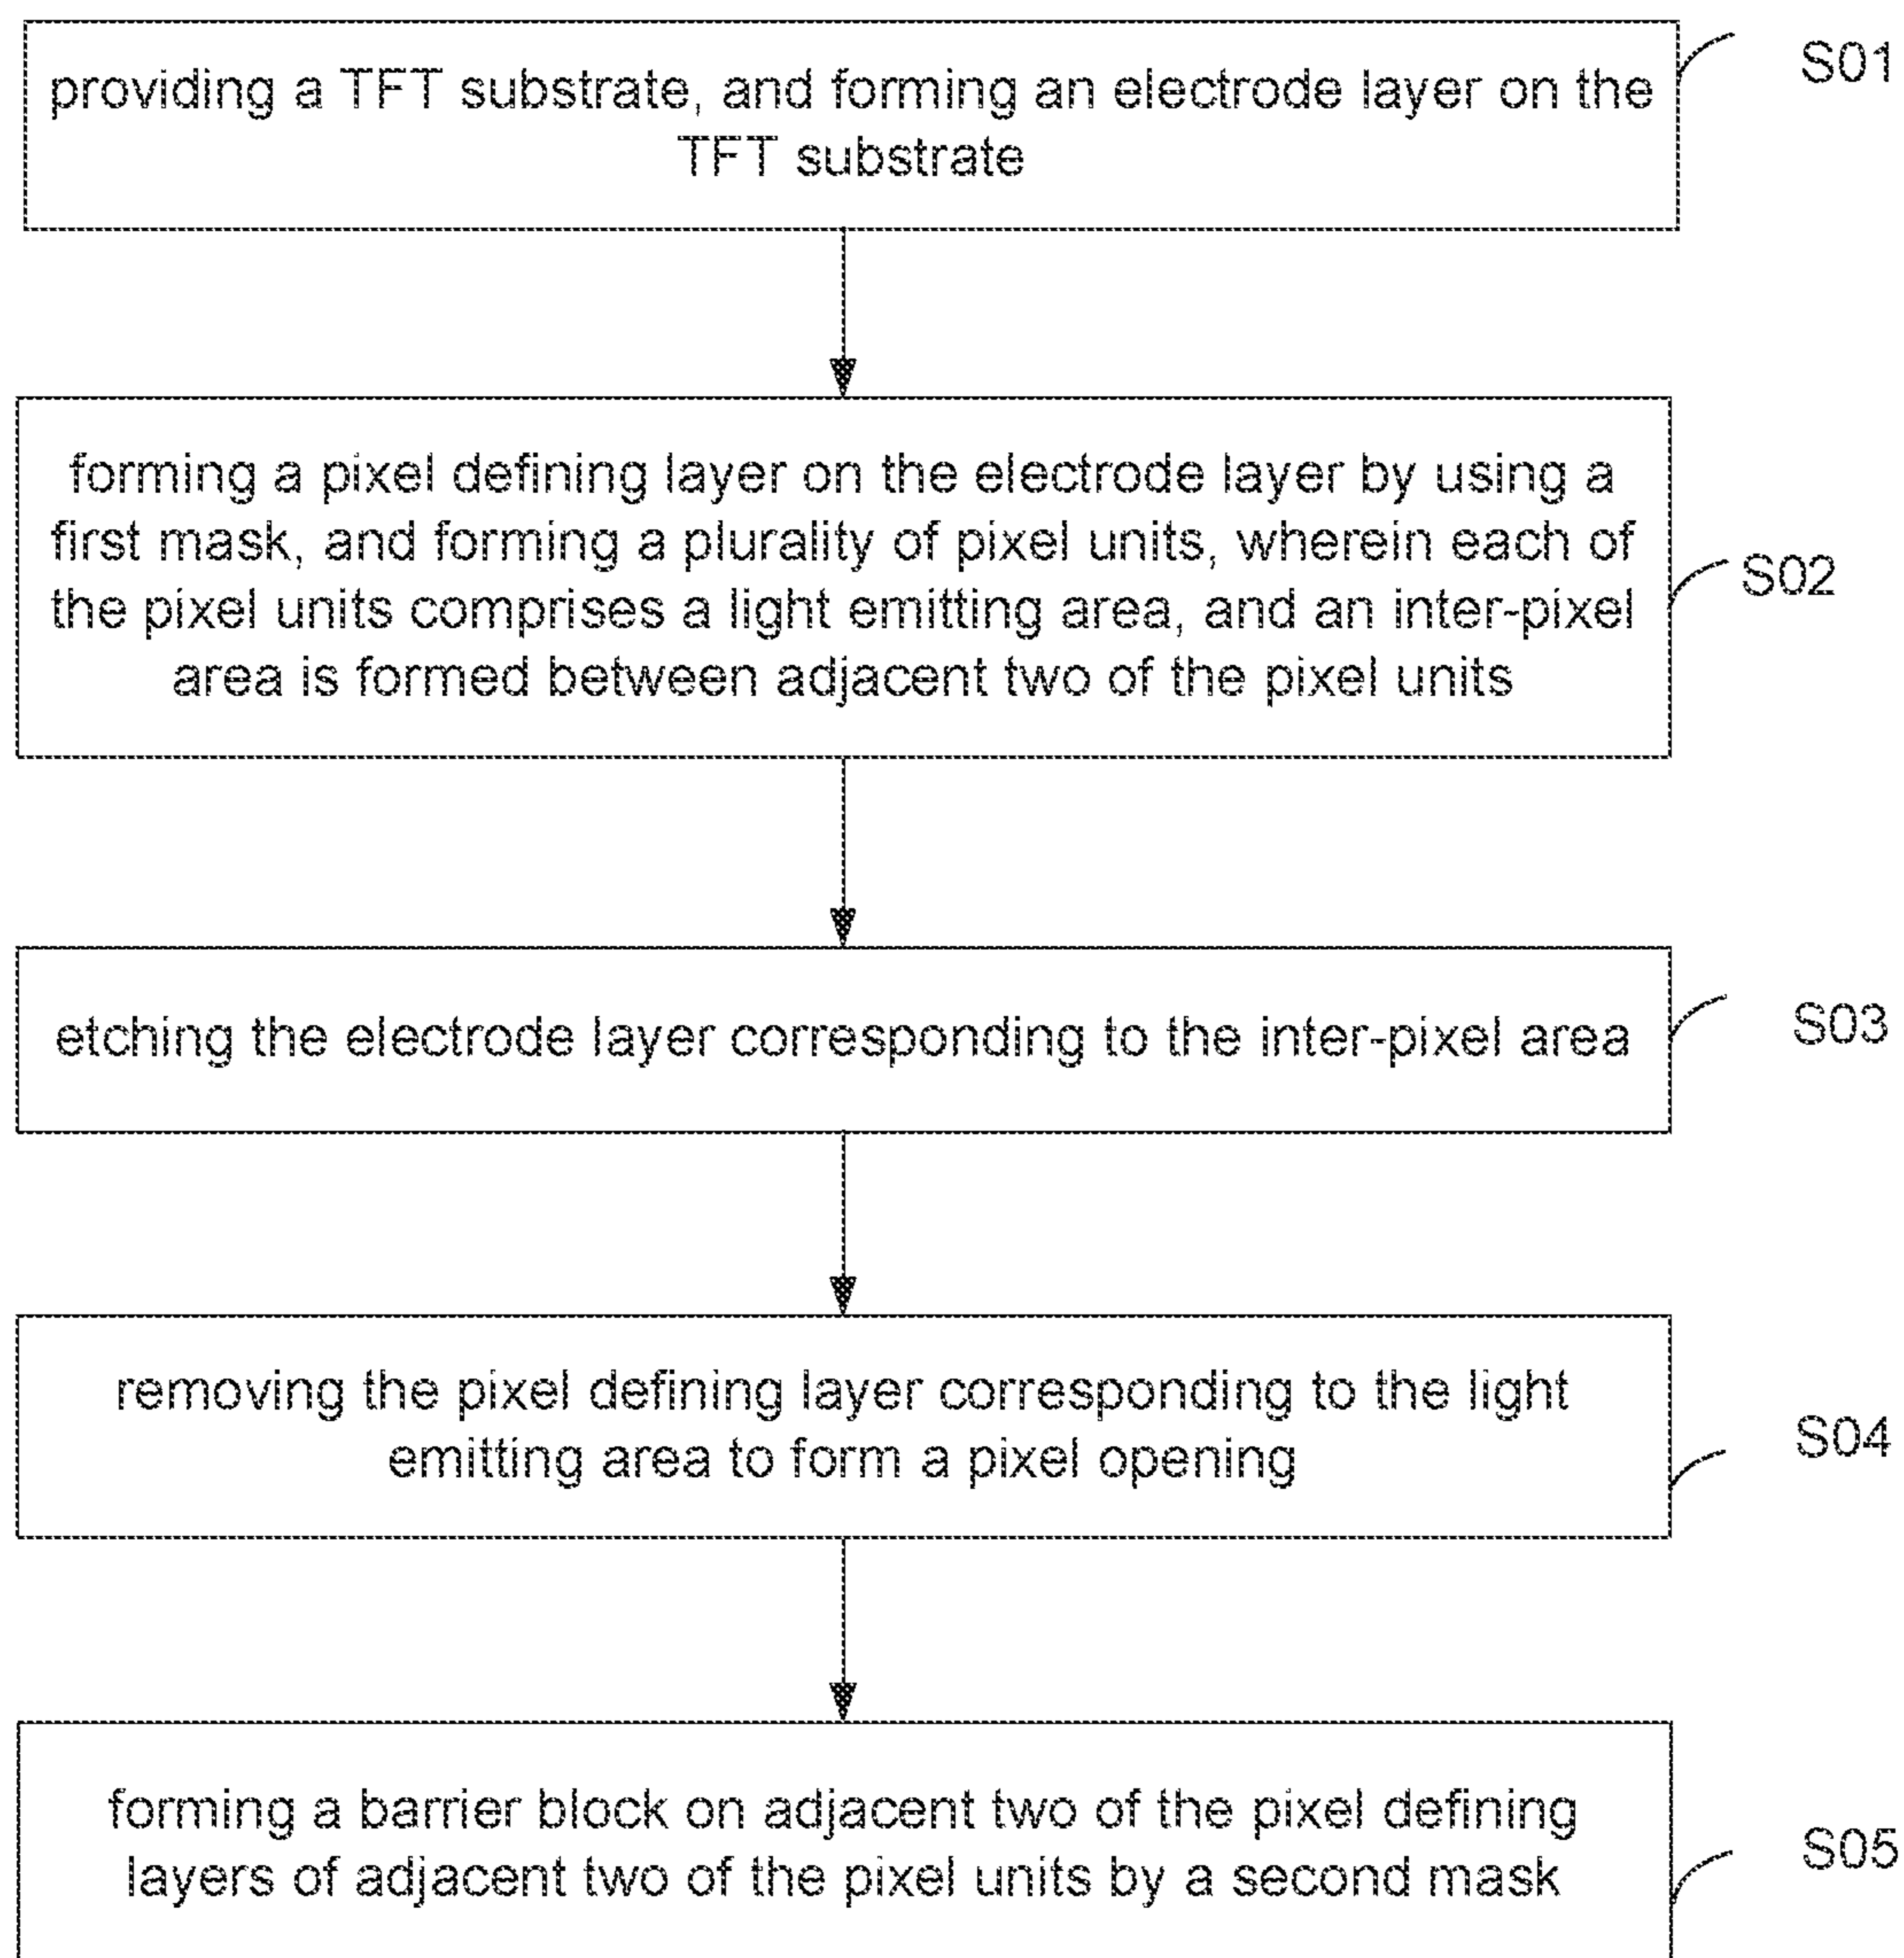 providing a TFT substrate, and forming an electrode layer on the
TFT substrate
S01
forming a pixel defining layer on the electrode layer by using a
first mask, and forming a plurality of pixel units, wherein each of
the pixel units comprises a light emitting area, and an inter-pixel
area is formed between adjacent two of the pixel units
S02
etching the electrode layer corresponding to the inter-pixel area
S03
removing the pixel defining layer corresponding to the light
emitting area to form a pixel opening
S04
forming a barrier block on adjacent two of the pixel defining
layers of adjacent two of the pixel units by a second mask
S05